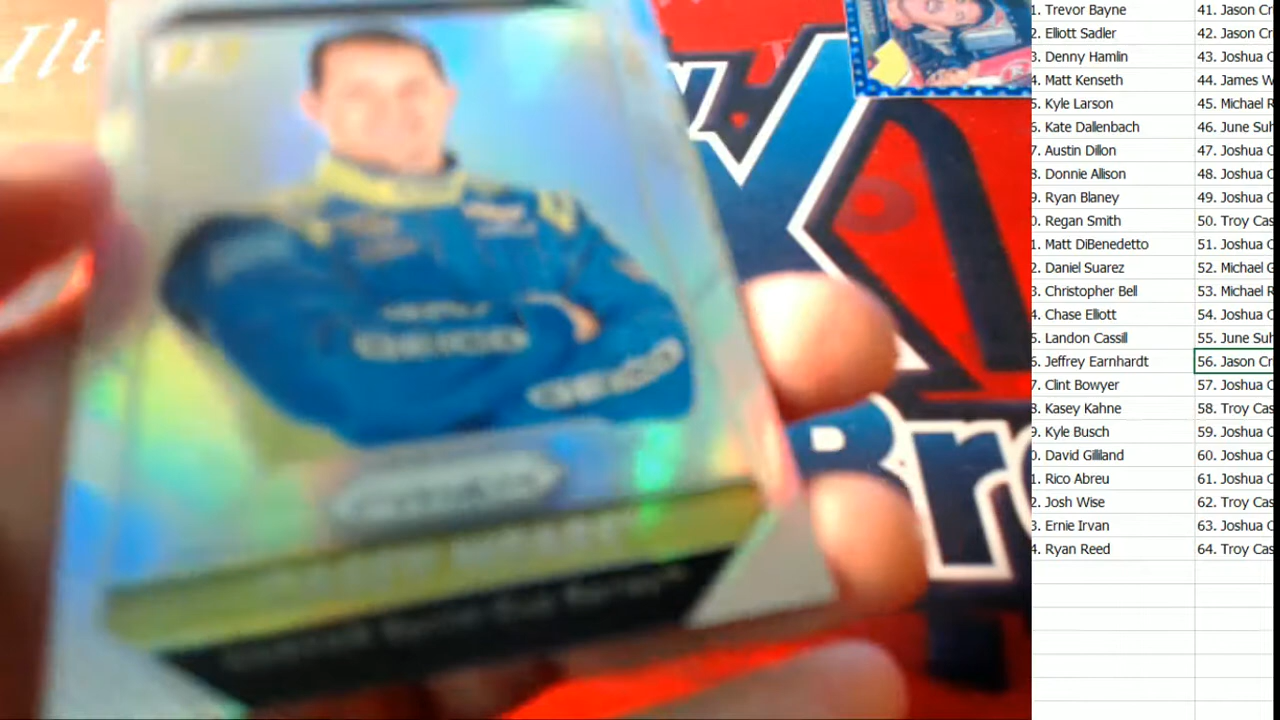 Ilt
GEICO
GEICO
Br
1. Trevor Bayne 41. Jason Cr
2. Elliott Sadler 42. Jason Cr
3. Denny Hamlin 43. Joshua C
4. Matt Kenseth 44. James W
5. Kyle Larson 45. Michael R
6. Kate Dallenbach 46. June Suh
7. Austin Dilon 47. Joshua C
8. Donnie Allison 48. Joshua C
9. Ryan Blaney 49. Joshua C
0. Regan Smith 50. Troy Cas
1. Matt DiBenedetto 51. Joshua C
2. Daniel Suarez 52. Michael G
3. Christopher Bell 53. Michael R
4. Chase Elliott 54. Joshua C
5. Landon Cassill 55. June Suh
6. Jeffrey Earnhardt 56. Jason Cr
7. Clint Bowyer 57. Joshua C
8. Kasey Kahne 58. Troy Cas
9. Kyle Busch 59. Joshua C
0. David Gilliland 60. Joshua C
1. Rico Abreu 61. Joshua C
2. Josh Wise 62. Troy Cas
3. Ernie Irvan 63. Joshua C
4. Ryan Reed 64. Troy Cas